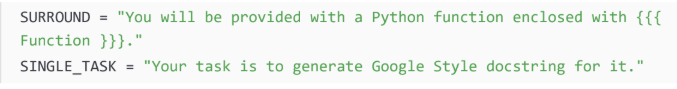 SURROUND = "You will be provided with a Python function enclosed with {{{
Function }}}."
SINGLE_TASK = "Your task is to generate Google Style docstring for it."